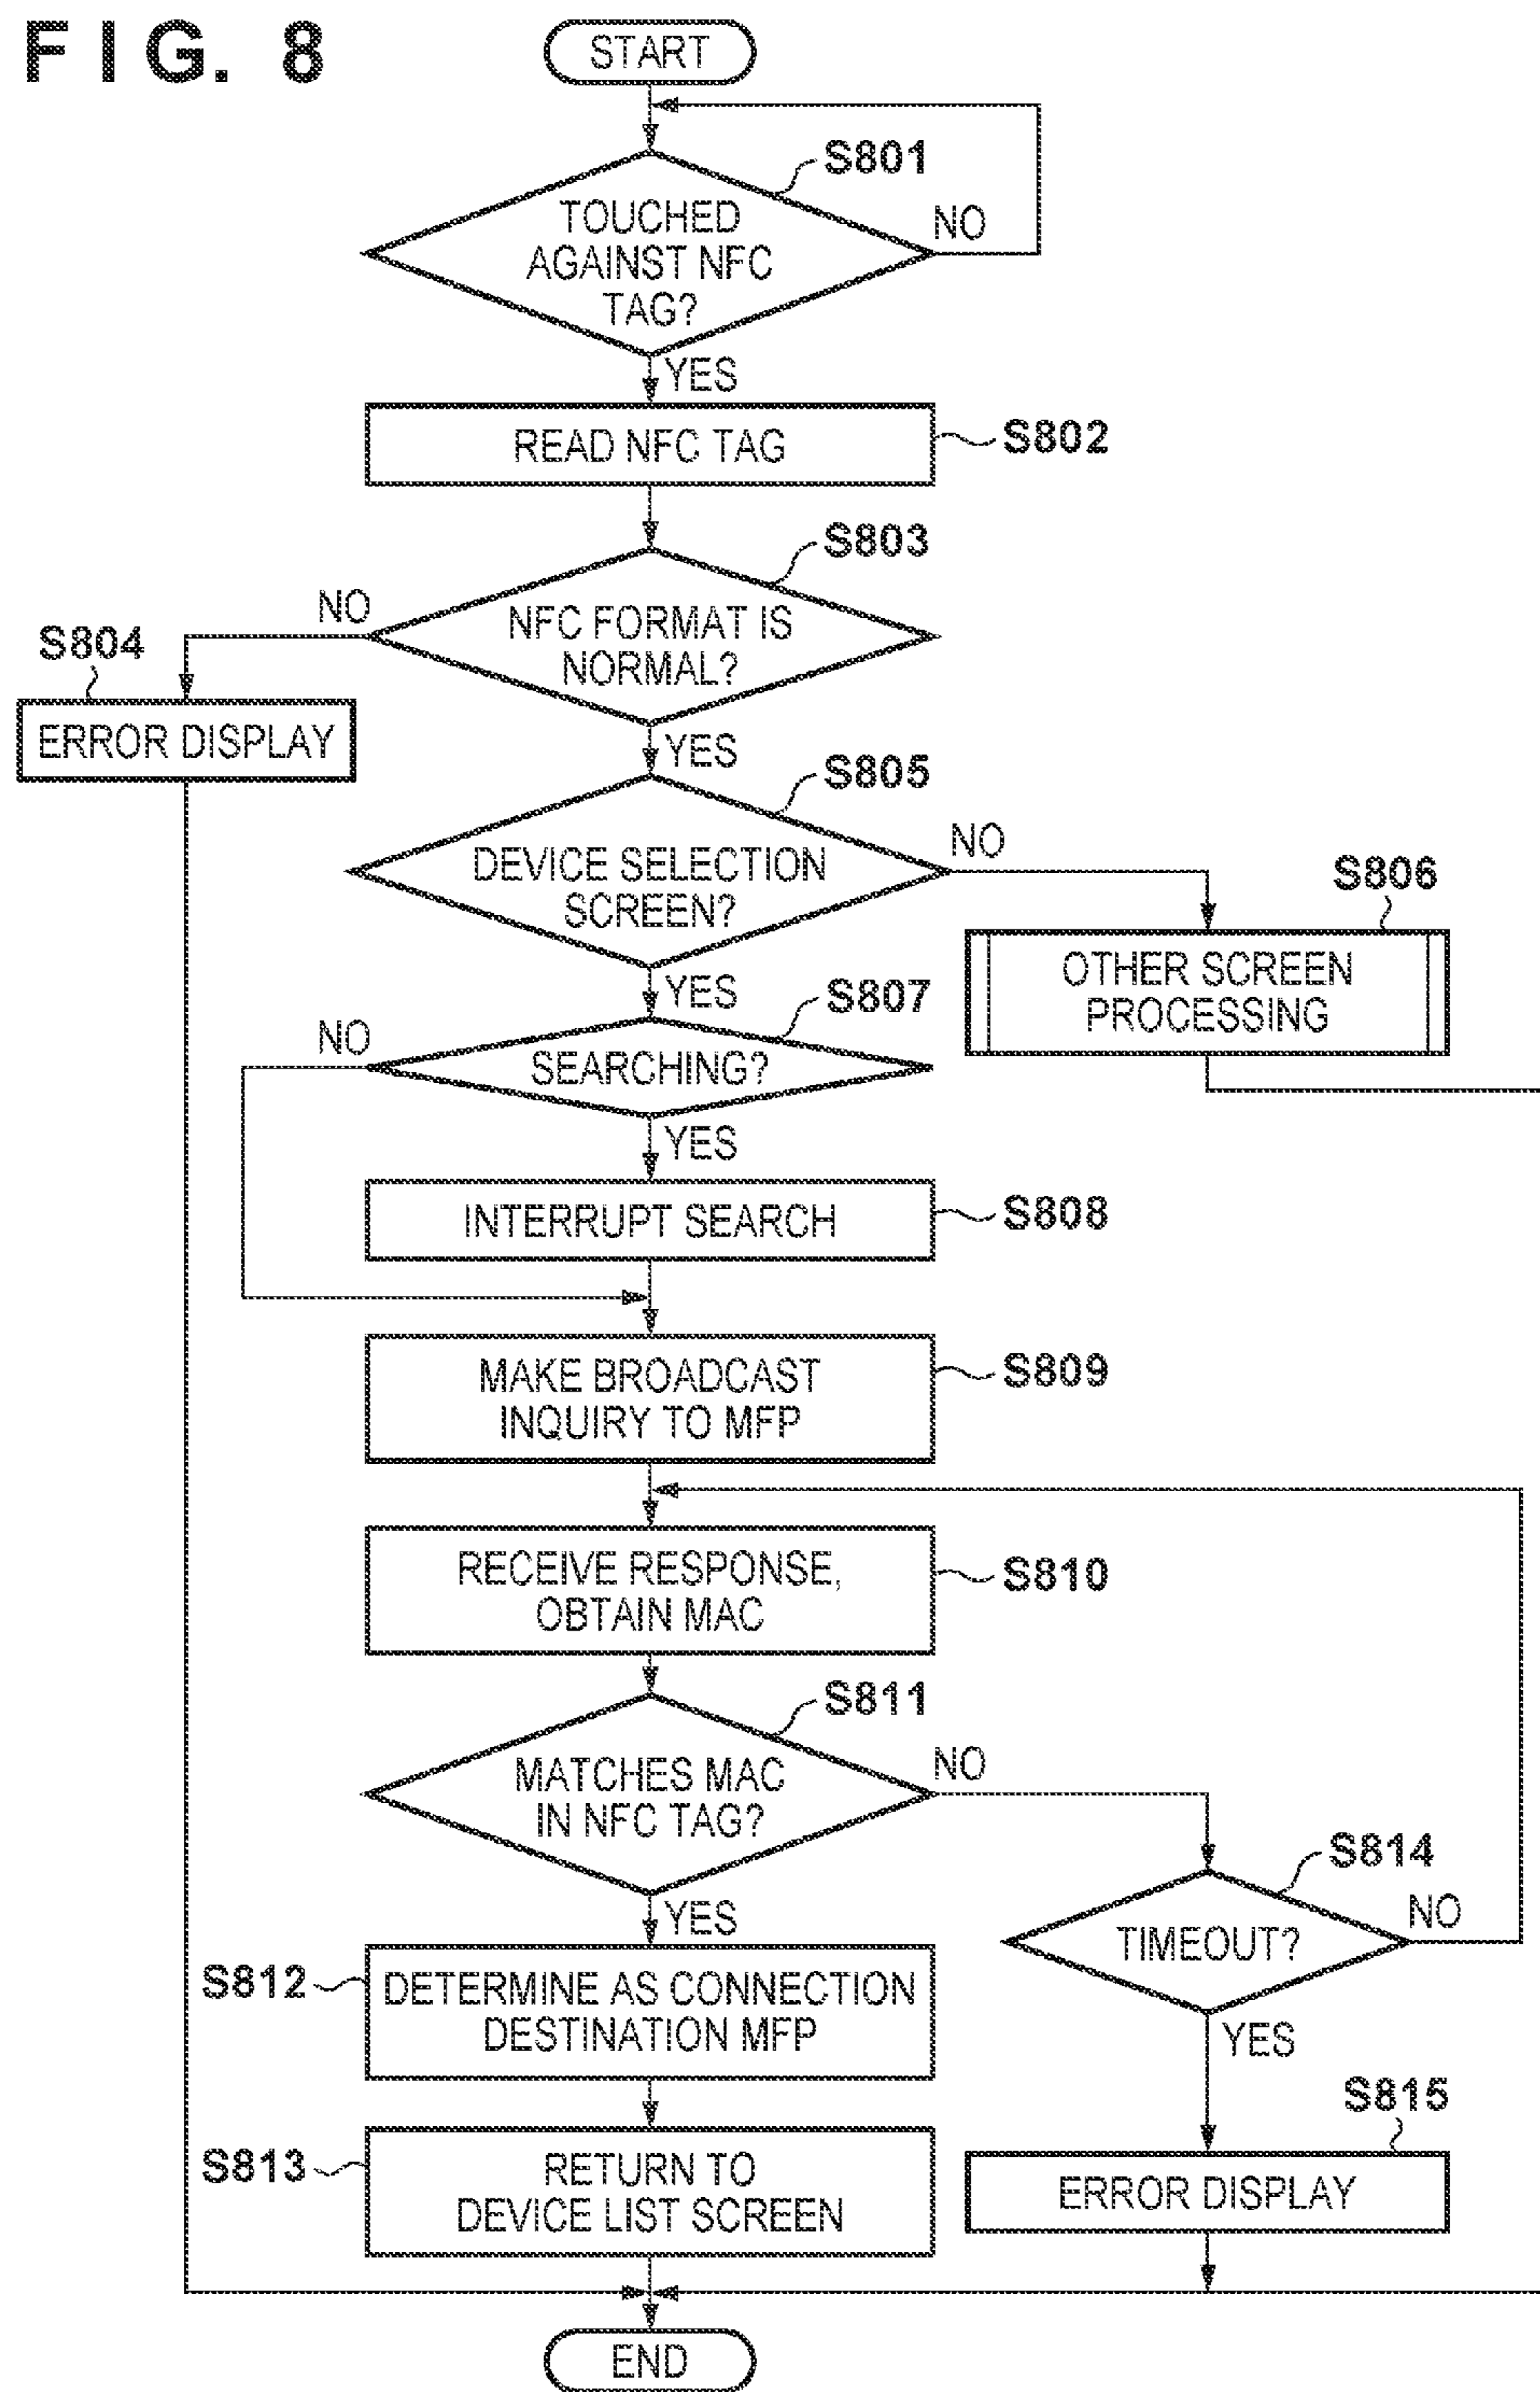 FIG. 8
START
S801
TOUCHED
AGAINST NFC
TAG?
NO
YES
READ NFC TAG
S802
S803
NFC FORMAT IS
NORMAL?
NO
S804
ERROR DISPLAY
YES
S805
DEVICE SELECTION
SCREEN?
NO
S806
OTHER SCREEN
PROCESSING
YES
S807
SEARCHING?
NO
YES
INTERRUPT SEARCH
S808
MAKE BROADCAST
INQUIRY TO MFP
S809
RECEIVE RESPONSE,
OBTAIN MAC
S810
S811
MATCHES MAC
IN NFC TAG?
NO
S814
TIMEOUT?
NO
YES
YES
S812
DETERMINE AS CONNECTION
DESTINATION MFP
S815
ERROR DISPLAY
S813
RETURN TO
DEVICE LIST SCREEN
END